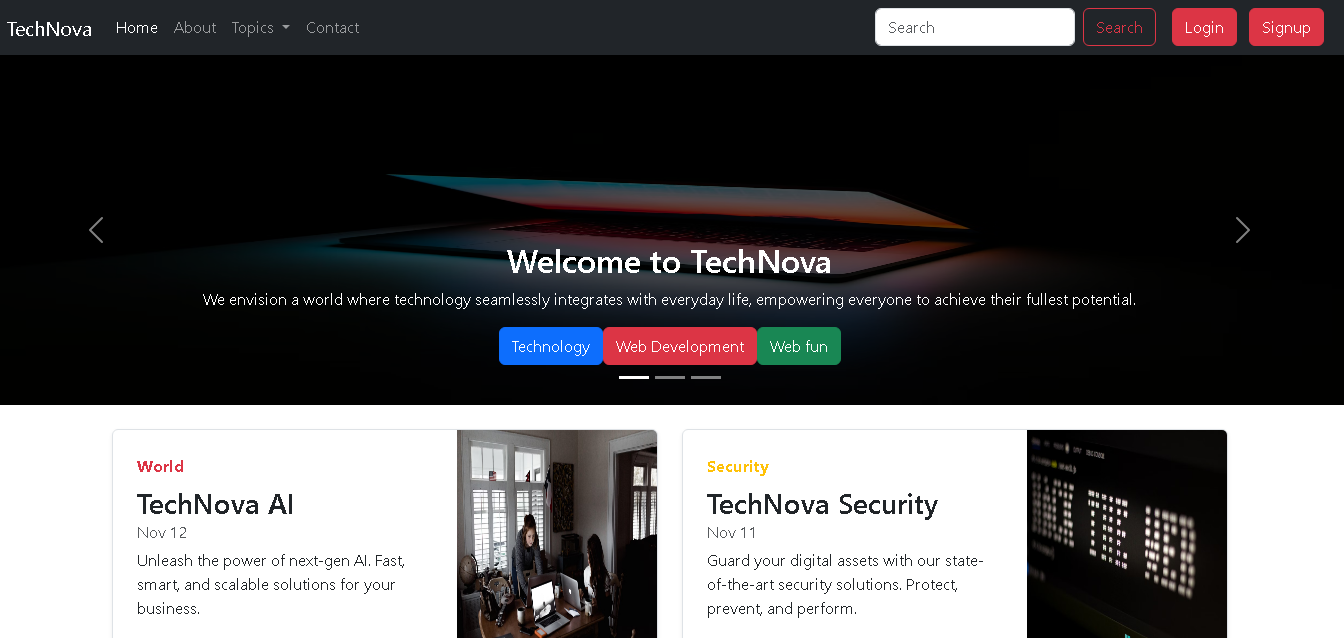 TechNova Home About Topics Contact Search Search Login Signup
Welcome to TechNova
We envision a world where technology seamlessly integrates with everyday life, empowering everyone to achieve their fullest potential.
Technology Web Development Web fun
World
TechNova AI
Nov 12
Unleash the power of next-gen AI. Fast,
smart, and scalable solutions for your
business.
Security
TechNova Security
Nov 11
Guard your digital assets with our state-
of-the-art security solutions. Protect,
prevent, and perform.